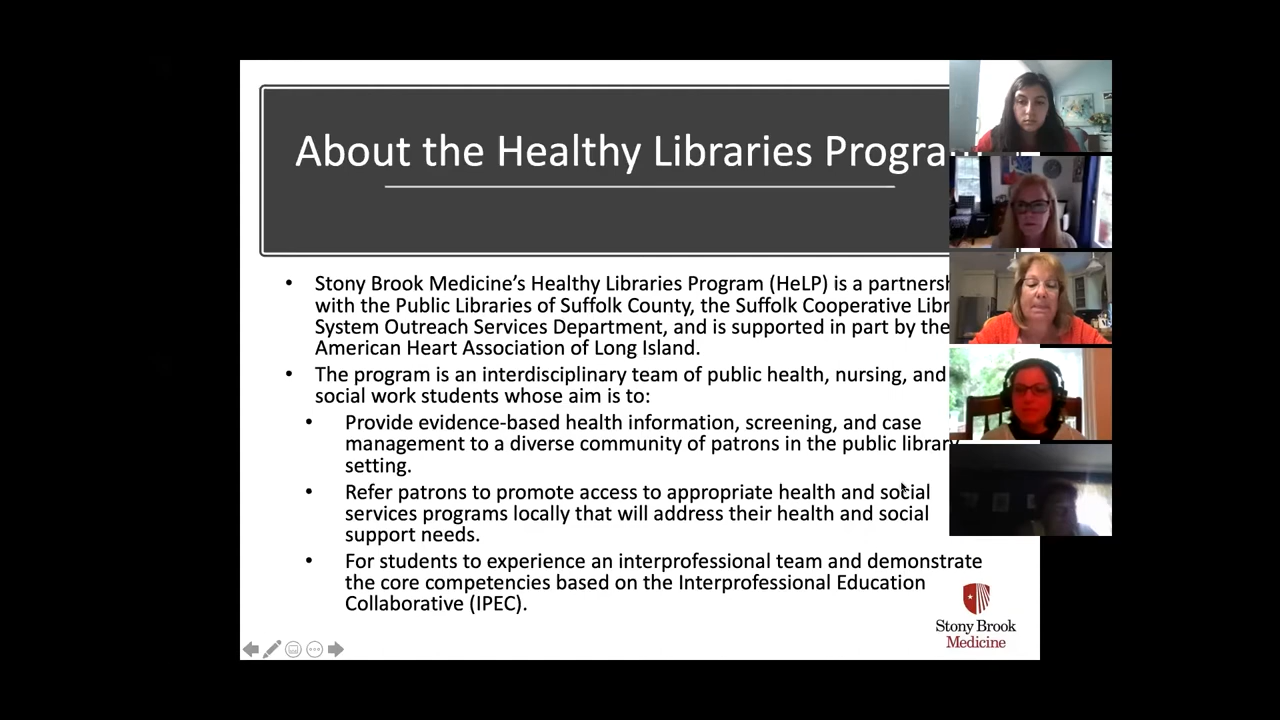 About the Healthy Libraries Progra
Stony Brook Medicine’s Healthy Libraries Program (HeLP) is a
with the Public Libraries of Suffolk County, the Suffolk Cooperative
System Outreach Services Department, and is supported in part by the
American Heart Association of Long Island.
The program is an interdisciplinary team of public health, nursing, and
social work students whose aim is to:
Provide evidence-based health information, screening, and case
management to a diverse community of patrons in the public library
setting.
Refer patrons to promote access to appropriate health and social
services programs locally that will address their health and social
support needs.
For students to experience an interprofessional team and demonstrate
the core competencies based on the Interprofessional Education
Collaborative (IPEC).
Stony Brook
Medicine